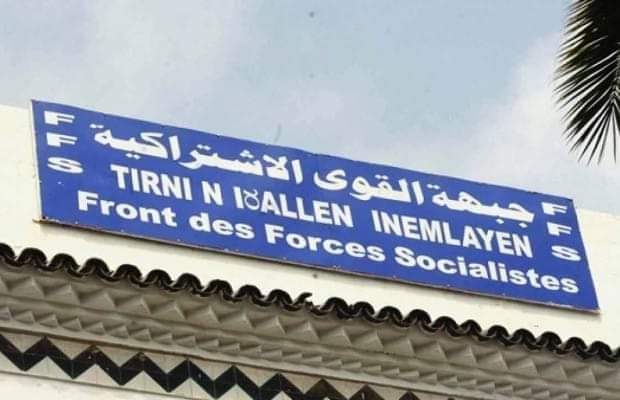 FFS
جبهة القوى الاشتراكية
TIRNI N IƔALLEN INEMLAYEN
Front des Forces Socialistes
FFS